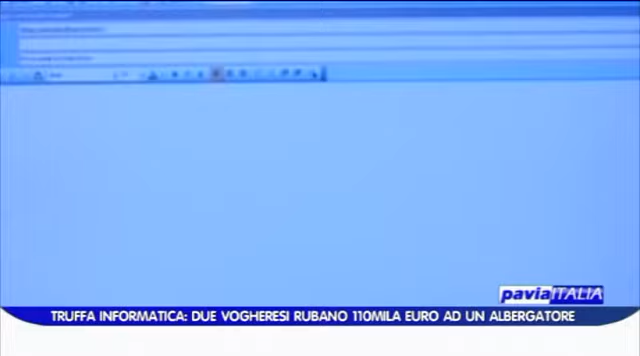 paviaITALIA
TRUFFA INFORMATICA: DUE VOGHERESI RUBANO 110MILA EURO AD UN ALBERGATORE